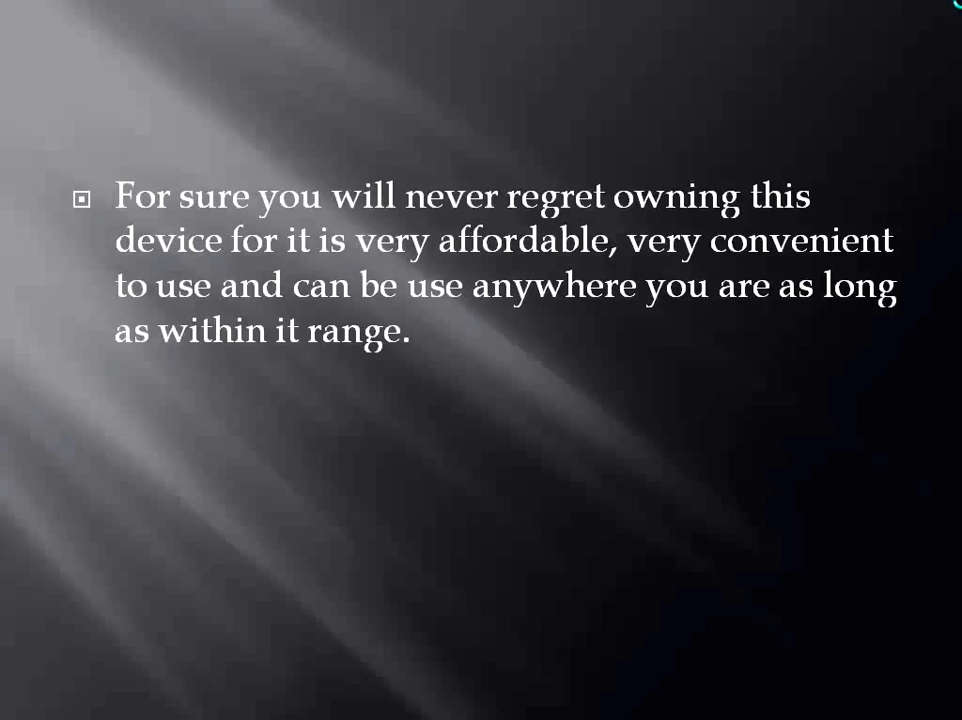 For sure you will never regret owning this
device for it is very affordable, very convenient
to use and can be use anywhere you are as long
as within it range.